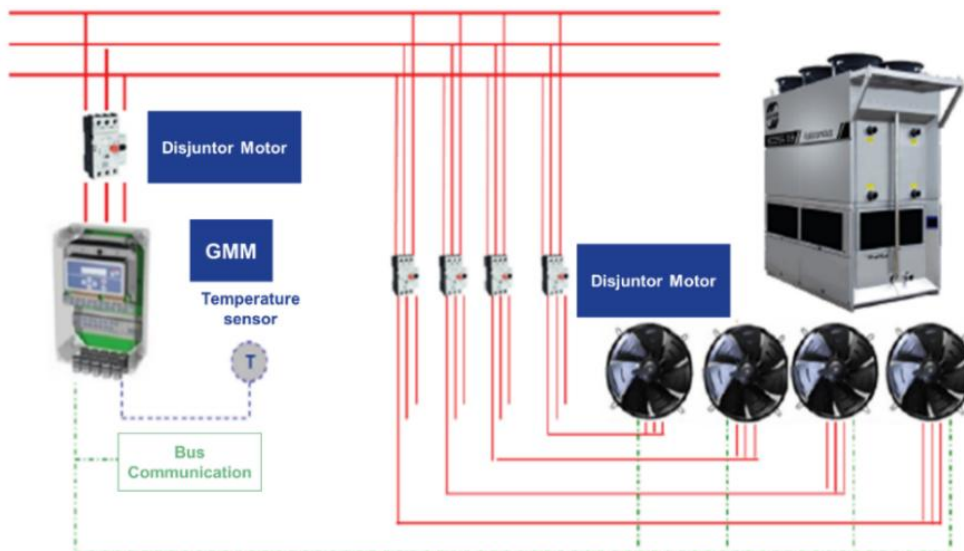 Disjuntor Motor
GMM
Temperature
sensor
T
Disjuntor Motor
Bus
Communication